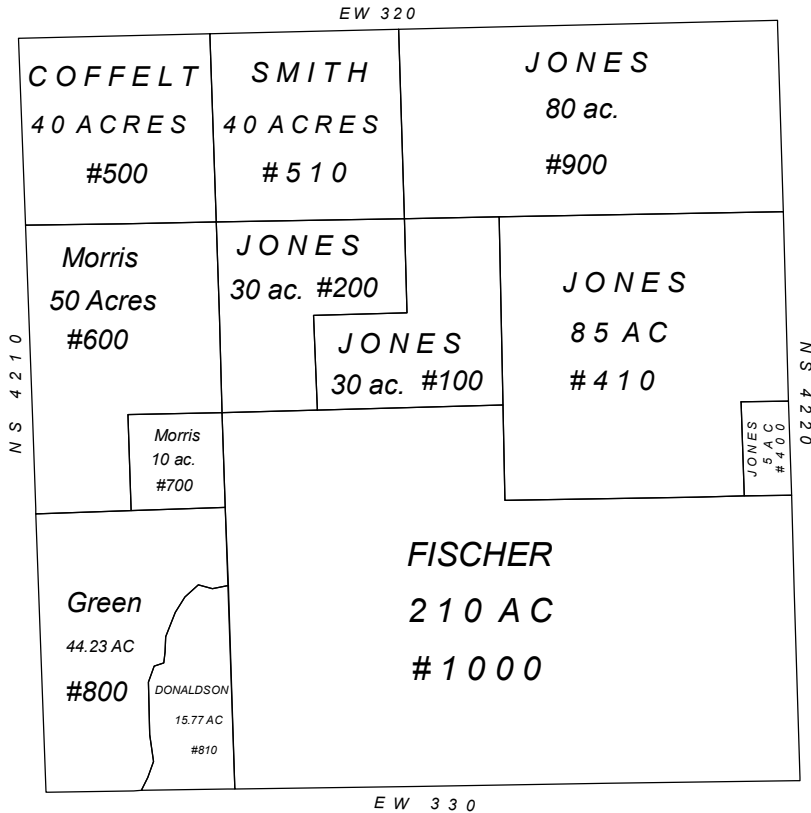 EW 320
COFFELT
40 ACRES
#500
SMITH
40 ACRES
#510
JONES
80 ac.
#900
Morris
50 Acres
#600
JONES
30 ac. #200
JONES
30 ac. #100
JONES
85 AC
#410
NS 4210
NS 4220
Morris
10 ac.
#700
JONES
5 AC
#400
Green
44.23 AC
#800
DONALDSON
15.77 AC
#810
FISCHER
210 AC
#1000
EW 330